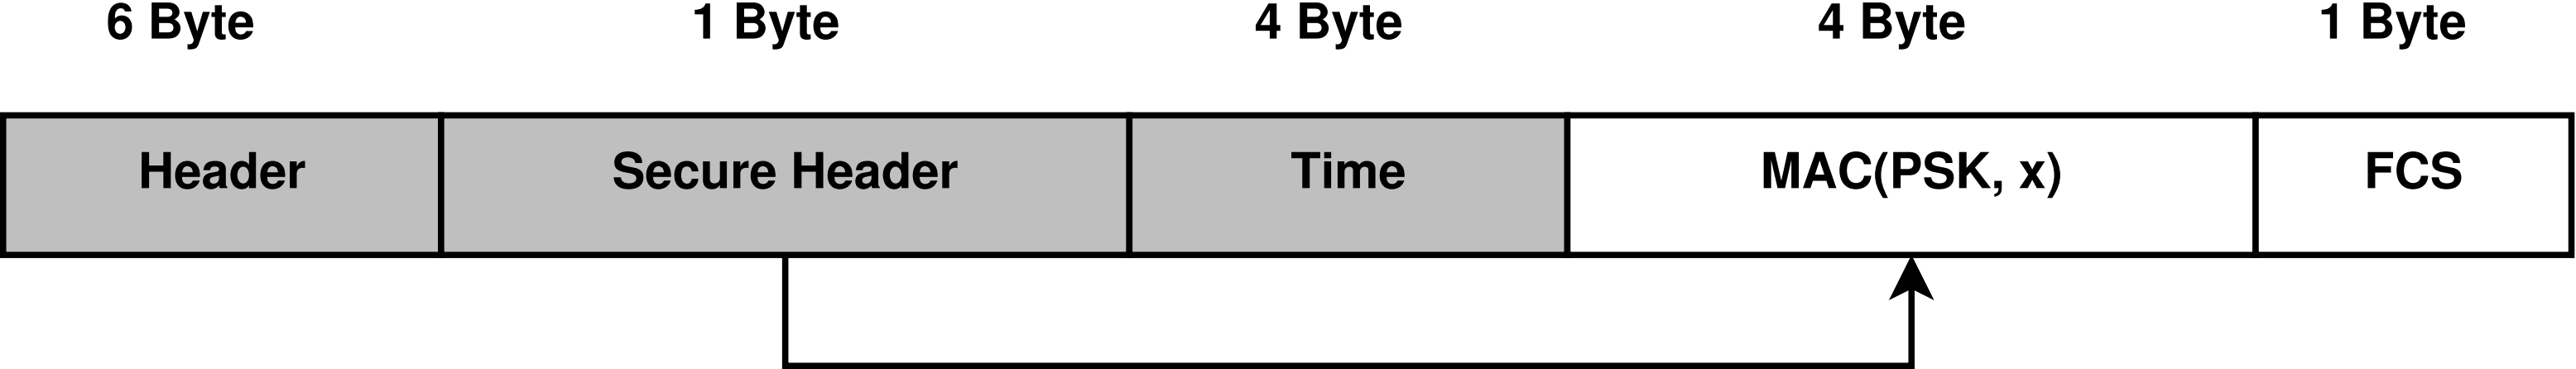 6 Byte 1 Byte 4 Byte 4 Byte 1 Byte
Header Secure Header Time MAC(PSK, x) FCS